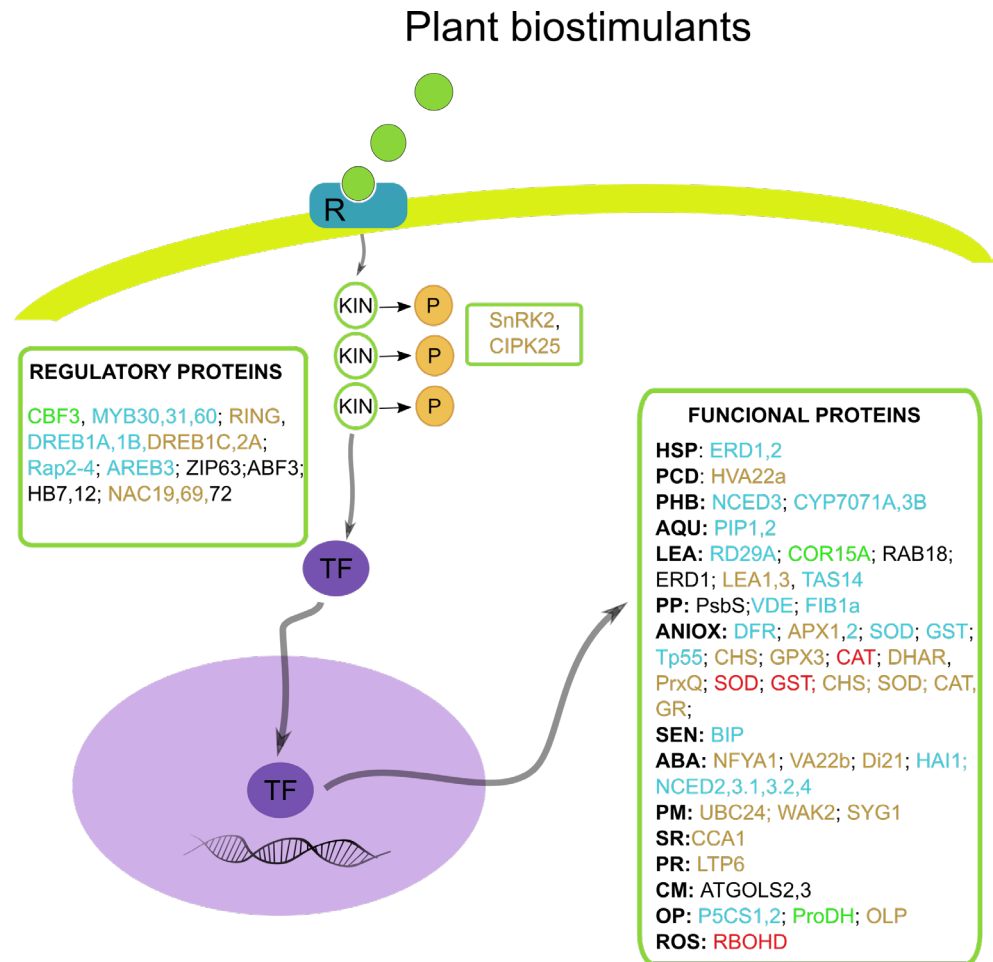 Plant biostimulants
R
KIN P
KIN P
KIN P
SnRK2,
CIPK25
REGULATORY PROTEINS
CBF3, MYB30,31,60; RING,
DREB1A,1B,DREB1C,2A;
Rap2-4; AREB3; ZIP63;ABF3;
HB7,12; NAC19,69,72
TF
TF
FUNCIONAL PROTEINS
HSP: ERD1,2
PCD: HVA22a
PHB: NCED3; CYP7071A,3B
AQU: PIP1,2
LEA: RD29A; COR15A; RAB18;
ERD1; LEA1,3, TAS14
PP: PsbS;VDE; FIB1a
ANIOX: DFR; APX1,2; SOD; GST;
Tp55; CHS; GPX3; CAT; DHAR,
PrxQ; SOD; GST; CHS; SOD; CAT,
GR;
SEN: BIP
ABA: NFYA1; VA22b; Di21; HAI1;
NCED2,3.1,3.2,4
PM: UBC24; WAK2; SYG1
SR:CCA1
PR: LTP6
CM: ATGOLS2,3
OP: P5CS1,2; ProDH; OLP
ROS: RBOHD